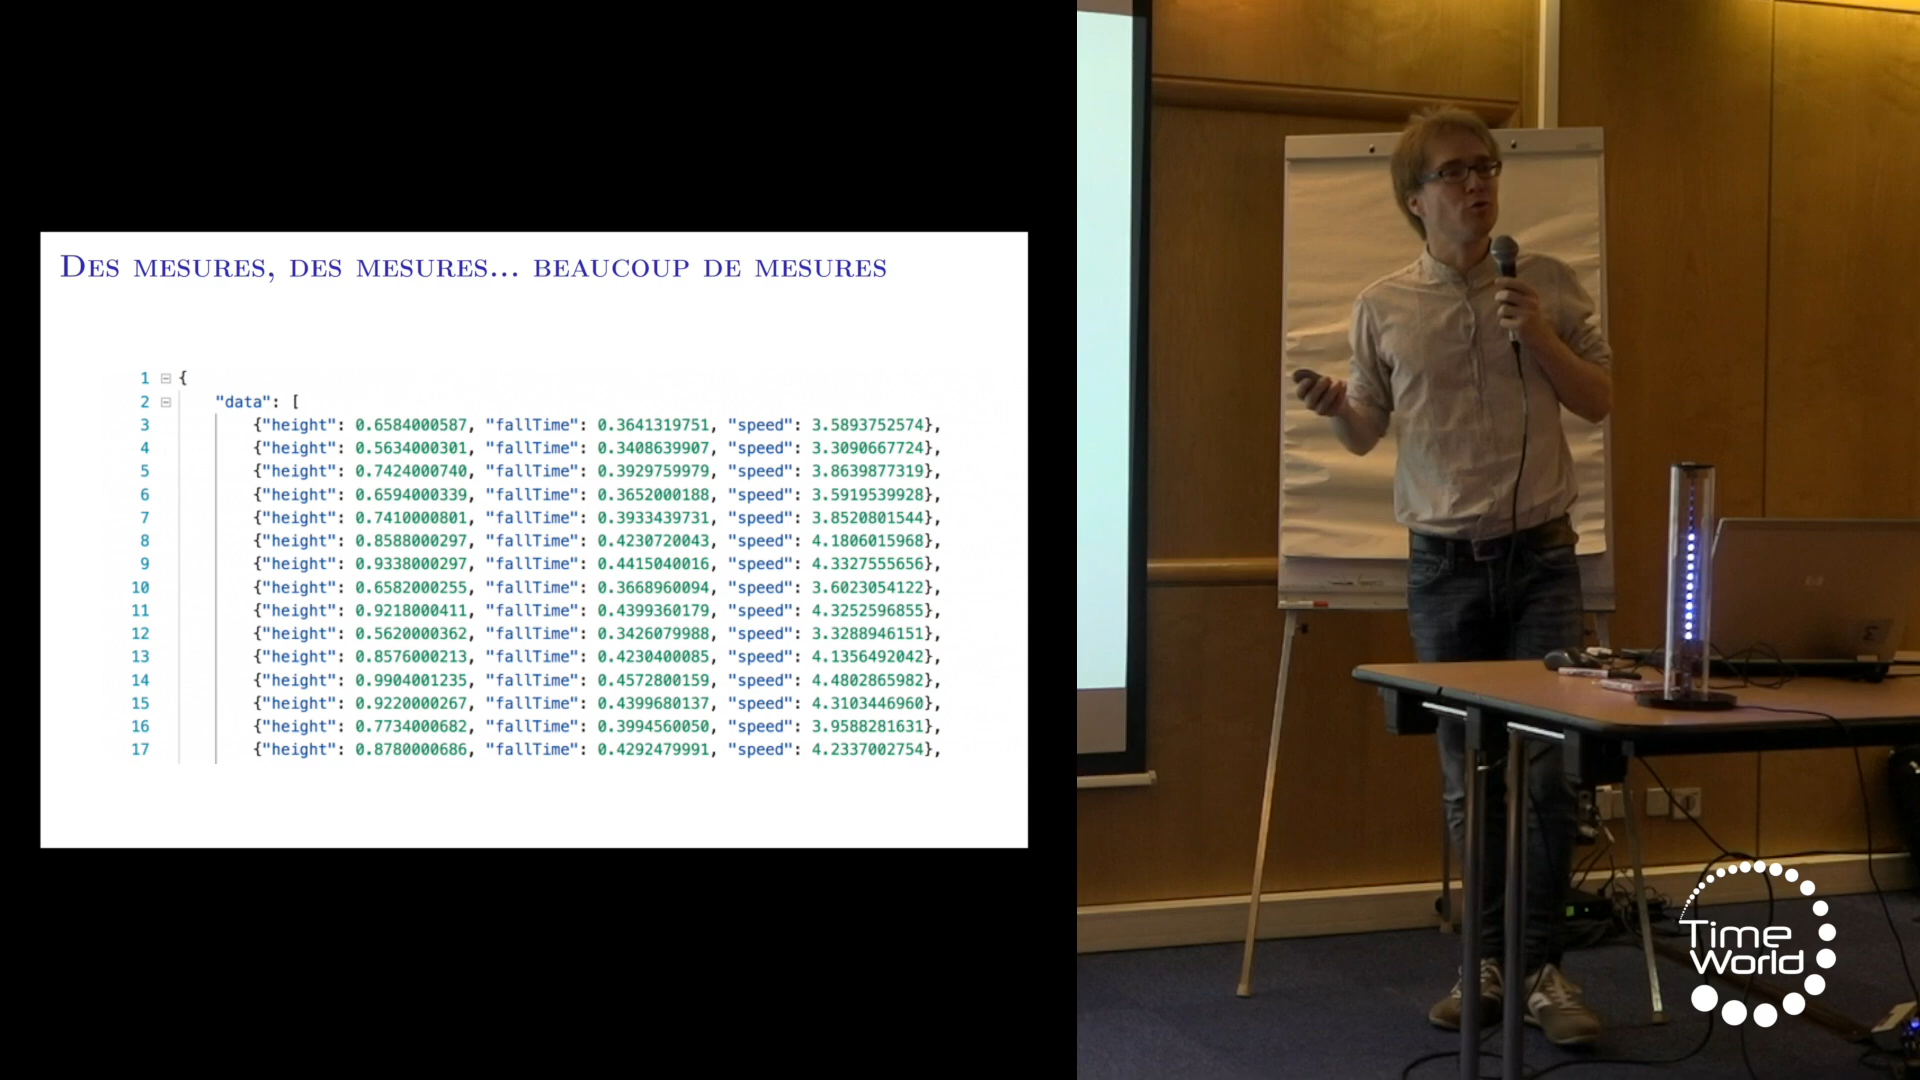 DES MESURES, DES MESURES... BEAUCOUP DE MESURES
1 {
2 "data": [
3 {"height": 0.6584000587, "fallTime": 0.3641319751, "speed": 3.5893752574},
4 {"height": 0.5634000301, "fallTime": 0.3408639907, "speed": 3.3090667724},
5 {"height": 0.7424000740, "fallTime": 0.3929759979, "speed": 3.8639877319},
6 {"height": 0.6594000339, "fallTime": 0.3652000188, "speed": 3.5919539928},
7 {"height": 0.7410000801, "fallTime": 0.3933439731, "speed": 3.8520801544},
8 {"height": 0.8588000297, "fallTime": 0.4230720043, "speed": 4.1806015968},
9 {"height": 0.9338000297, "fallTime": 0.4415040016, "speed": 4.3327555656},
10 {"height": 0.6582000255, "fallTime": 0.3668960094, "speed": 3.6023054122},
11 {"height": 0.9218000411, "fallTime": 0.4399360179, "speed": 4.3252596855},
12 {"height": 0.5620000362, "fallTime": 0.3426079988, "speed": 3.3288946151},
13 {"height": 0.8576000213, "fallTime": 0.4230400085, "speed": 4.1356492042},
14 {"height": 0.9904001235, "fallTime": 0.4572800159, "speed": 4.4802865982},
15 {"height": 0.9220000267, "fallTime": 0.4399680137, "speed": 4.3103446960},
16 {"height": 0.7734000682, "fallTime": 0.3994560050, "speed": 3.9588281631},
17 {"height": 0.8780000686, "fallTime": 0.4292479991, "speed": 4.2337002754},
Time
World